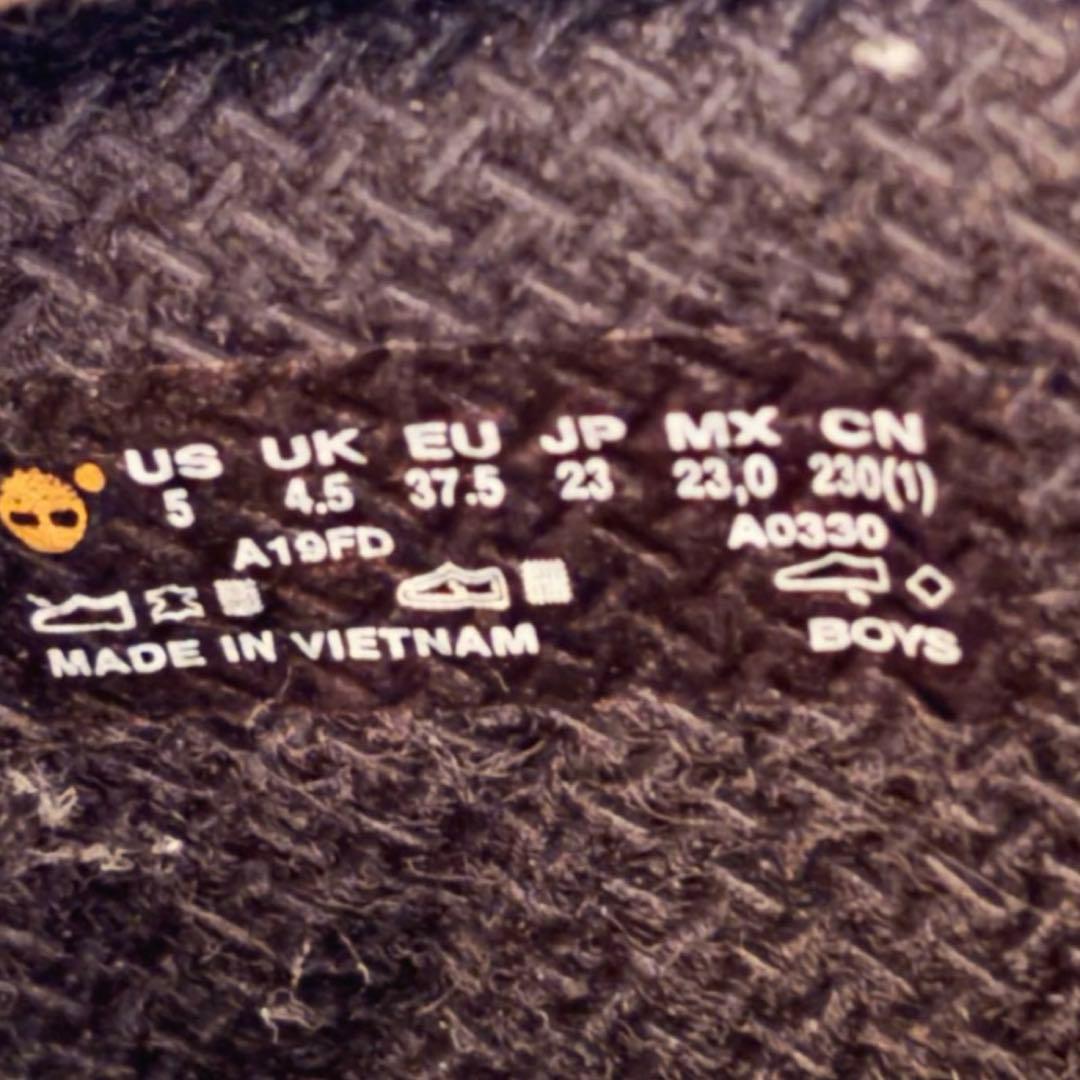 US UK EU JP MX CN
5 4.5 37.5 23 23,0 230(1)
A19FD A0330
MADE IN VIETNAM BOYS